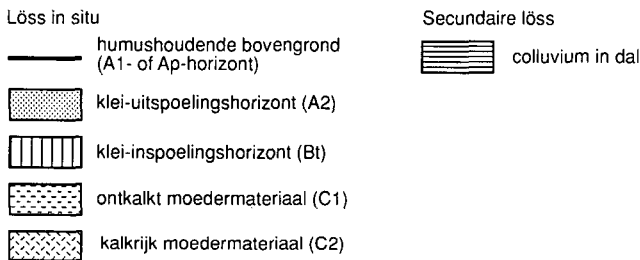 Löss in situ
humushoudende bovengrond
(A1- of Ap-horizont)
klei-uitspoelingshorizont (A2)
klei-inspoelingshorizont (Bt)
ontkalkt moedermateriaal (C1)
kalkrijk moedermateriaal (C2)
Secundaire löss
colluvium in dal